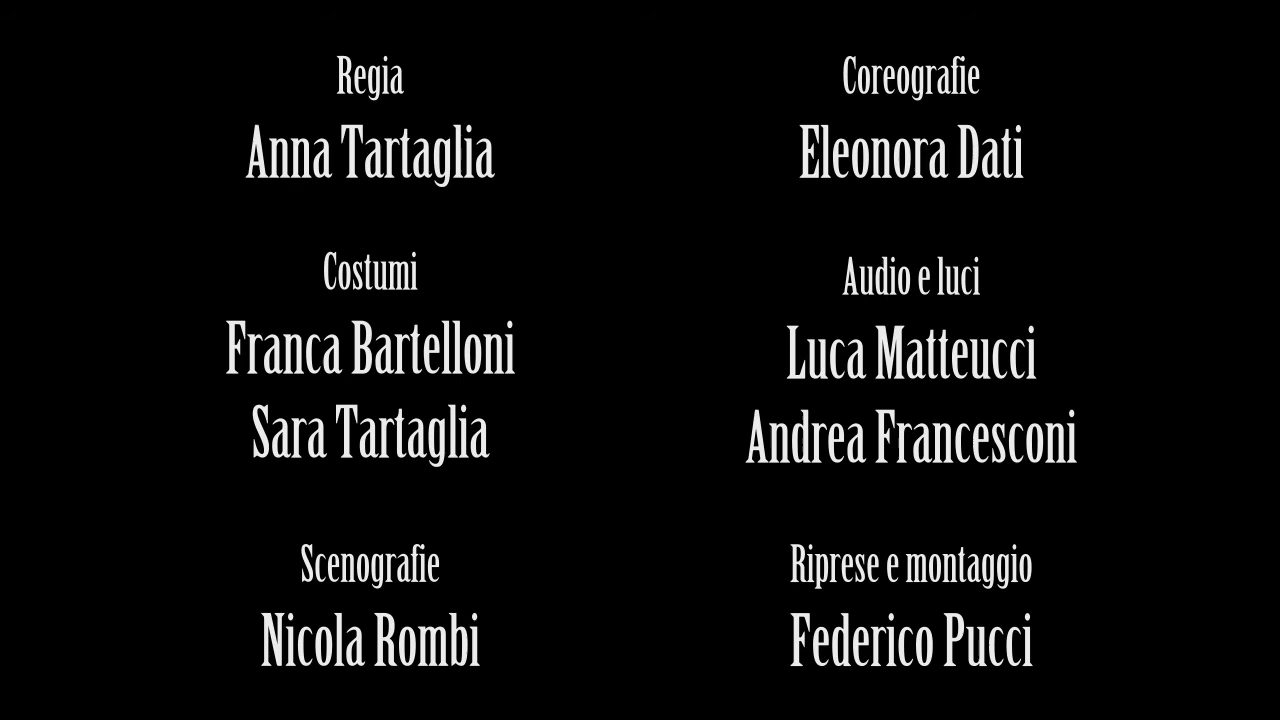 Regia
Anna Tartaglia
Costumi
Franca Bartelloni
Sara Tartaglia
Scenografie
Nicola Rombi
Coreografie
Eleonora Dati
Audio e luci
Luca Matteucci
Andrea Francesconi
Riprese e montaggio
Federico Pucci